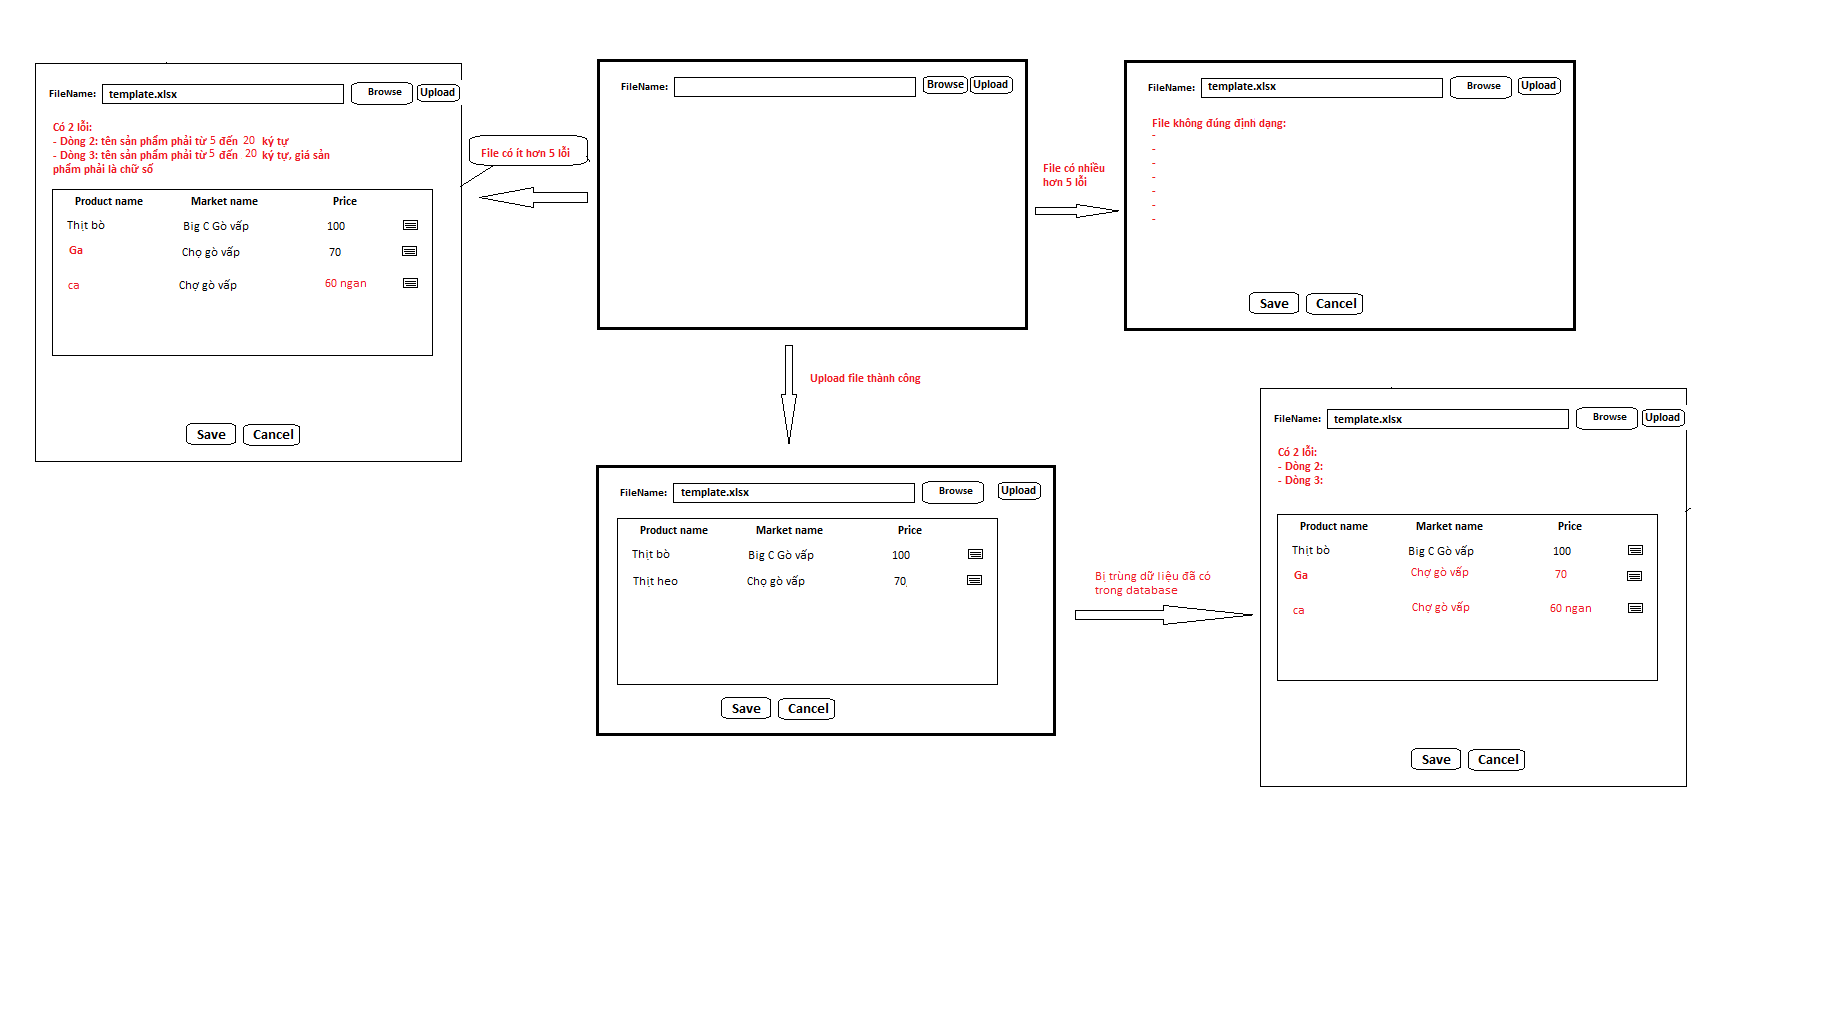 FileName: template.xlsx Browse Upload
Có 2 lỗi:
- Dòng 2: tên sản phẩm phải từ 5 đến 20 ký tự
- Dòng 3: tên sản phẩm phải từ 5 đến 20 ký tự, giá sản
phẩm phải là chữ số
Product name Market name Price
Thịt bò Big C Gò vấp 100
Ga Chọ gò vấp 70
ca Chợ gò vấp 60 ngan
Save Cancel
File có ít hơn 5 lỗi
FileName: Browse Upload
File có nhiều
hơn 5 lỗi
FileName: template.xlsx Browse Upload
File không đúng định dạng:
-
-
-
-
-
-
-
Save Cancel
Upload file thành công
FileName: template.xlsx Browse Upload
Product name Market name Price
Thịt bò Big C Gò vấp 100
Thịt heo Chọ gò vấp 70
Save Cancel
Bị trùng dữ liệu đã có
trong database
FileName: template.xlsx Browse Upload
Có 2 lỗi:
- Dòng 2:
- Dòng 3:
Product name Market name Price
Thịt bò Big C Gò vấp 100
Ga Chợ gò vấp 70
ca Chợ gò vấp 60 ngan
Save Cancel